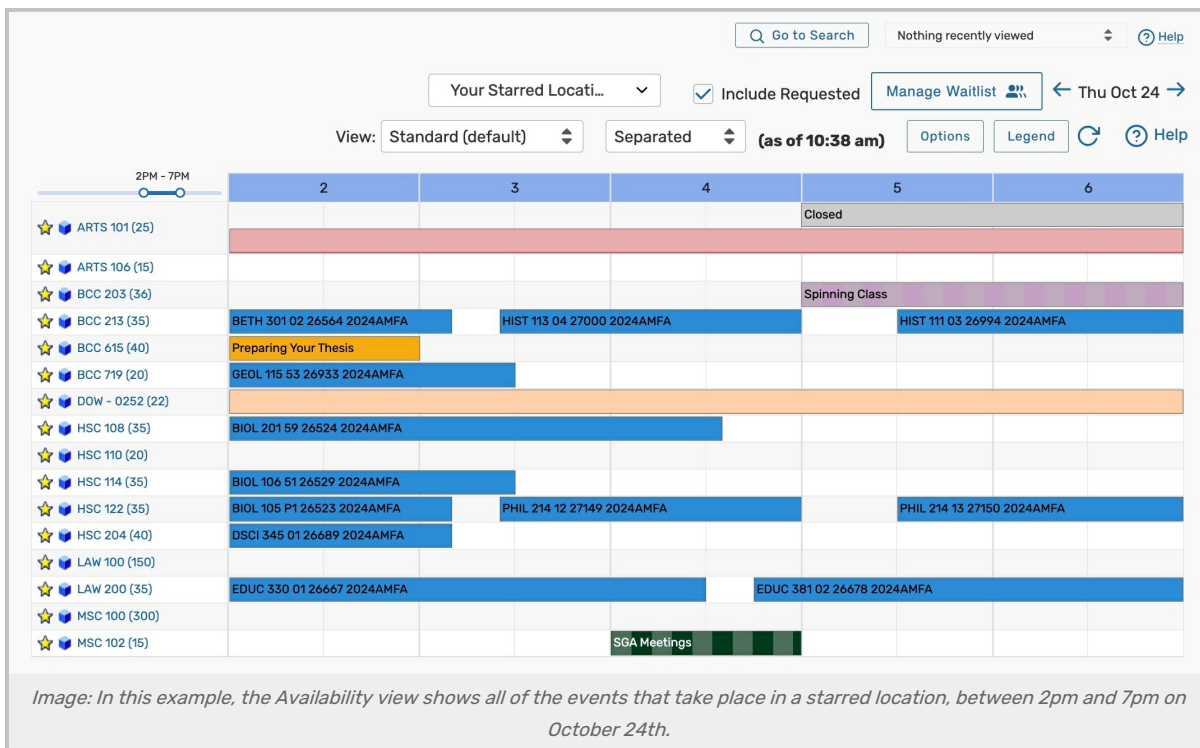 Go to Search Nothing recently viewed Help
Your Starred Locati... Include Requested Manage Waitlist Thu Oct 24
View: Standard (default) Separated (as of 10:38 am) Options Legend Help
2PM - 7PM 2 3 4 5 6
Closed
ARTS 101 (25)
ARTS 106 (15)
BCC 203 (36) Spinning Class
BCC 213 (35) BETH 301 02 26564 2024AMFA HIST 113 04 27000 2024AMFA HIST 111 03 26994 2024AMFA
BCC 615 (40) Preparing Your Thesis
BCC 719 (20) GEOL 115 53 26933 2024AMFA
DOW - 0252 (22)
HSC 108 (35) BIOL 201 59 26524 2024AMFA
HSC 110 (20)
HSC 114 (35) BIOL 106 51 26529 2024AMFA
HSC 122 (35) BIOL 105 P1 26523 2024AMFA PHIL 214 12 27149 2024AMFA PHIL 214 13 27150 2024AMFA
HSC 204 (40) DSCI 345 01 26689 2024AMFA
LAW 100 (150)
LAW 200 (35) EDUC 330 01 26667 2024AMFA EDUC 381 02 26678 2024AMFA
MSC 100 (300)
MSC 102 (15) SGA Meetings
Image: In this example, the Availability view shows all of the events that take place in a starred location, between 2pm and 7pm on
October 24th.